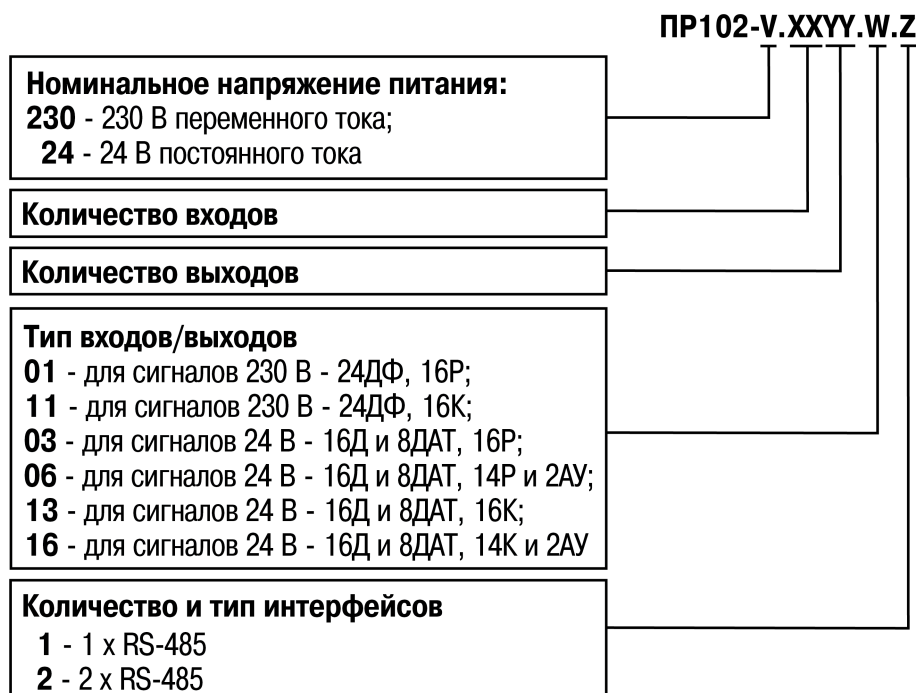 ПР102-V.XXYY.W.Z
Номинальное напряжение питания:
230 - 230 В переменного тока;
24 - 24 В постоянного тока
Количество входов
Количество выходов
Тип входов/выходов
01 - для сигналов 230 В - 24ДФ, 16Р;
11 - для сигналов 230 В - 24ДФ, 16К;
03 - для сигналов 24 В - 16Д и 8ДАТ, 16Р;
06 - для сигналов 24 В - 16Д и 8ДАТ, 14Р и 2АУ;
13 - для сигналов 24 В - 16Д и 8ДАТ, 16К;
16 - для сигналов 24 В - 16Д и 8ДАТ, 14К и 2АУ
Количество и тип интерфейсов
1 - 1 x RS-485
2 - 2 x RS-485